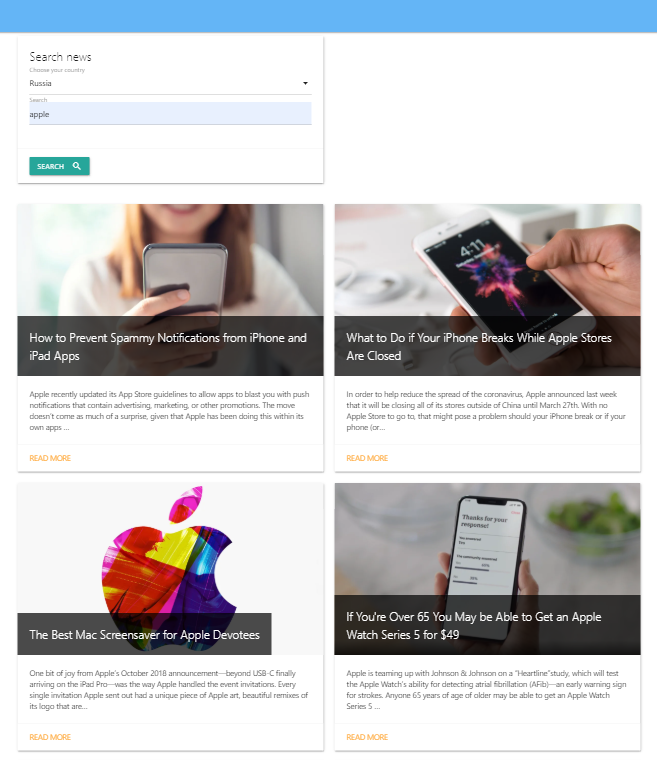 Search news
Choose your country
Russia
Search
apple
SEARCH
How to Prevent Spammy Notifications from iPhone and
iPad Apps
Apple recently updated its App Store guidelines to allow apps to blast you with push
notifications that contain advertising, marketing, or other promotions. The move
doesn't come as much of a surprise, given that Apple has been doing this within its
own apps ...
READ MORE
4:11
What to Do if Your iPhone Breaks While Apple Stores
Are Closed
In order to help reduce the spread of the coronavirus, Apple announced last week
that it will be closing all of its stores outside of China until March 27th. With no
Apple Store to go to, that might pose a problem should your iPhone break or if your
phone (or...
READ MORE
The Best Mac Screensaver for Apple Devotees
One bit of joy from Apple's October 2018 announcement—beyond USB-C finally
arriving on the iPad Pro—was the way Apple handled the event invitations. Every
single invitation Apple sent out had a unique piece of Apple art, beautiful remixes of
its logo that are...
READ MORE
Thanks for your
response!
If You're Over 65 You May be Able to Get an Apple
Watch Series 5 for $49
Apple is teaming up with Johnson & Johnson on a "Heartline"study, which will test
the Apple Watch's ability for detecting atrial fibrillation (AFib)—an early warning sign
for strokes. Anyone 65 years of age of older may be able to get an Apple Watch
Series 5 ...
READ MORE